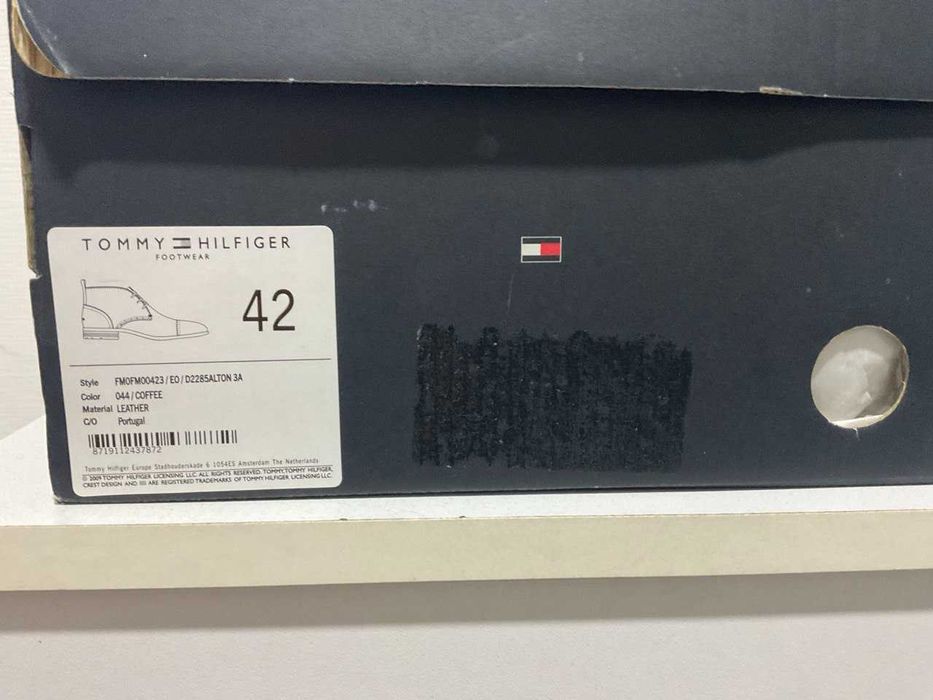 TOMMY HILFIGER
FOOTWEAR
42
Style FM0FM00423 / EO / D2285ALTON 3A
Color 044 / COFFEE
Material LEATHER
C/O Portugal
8719112437872
Tommy Hilfiger Europe Stadhouderskade 6 1054ES Amsterdam The Netherlands
© 2009 TOMMY HILFIGER LICENSING LLC. ALL RIGHTS RESERVED. TOMMY, TOMMY HILFIGER,
CREST DESIGN AND ARE REGISTERED TRADEMARKS OF TOMMY HILFIGER LICENSING LLC.